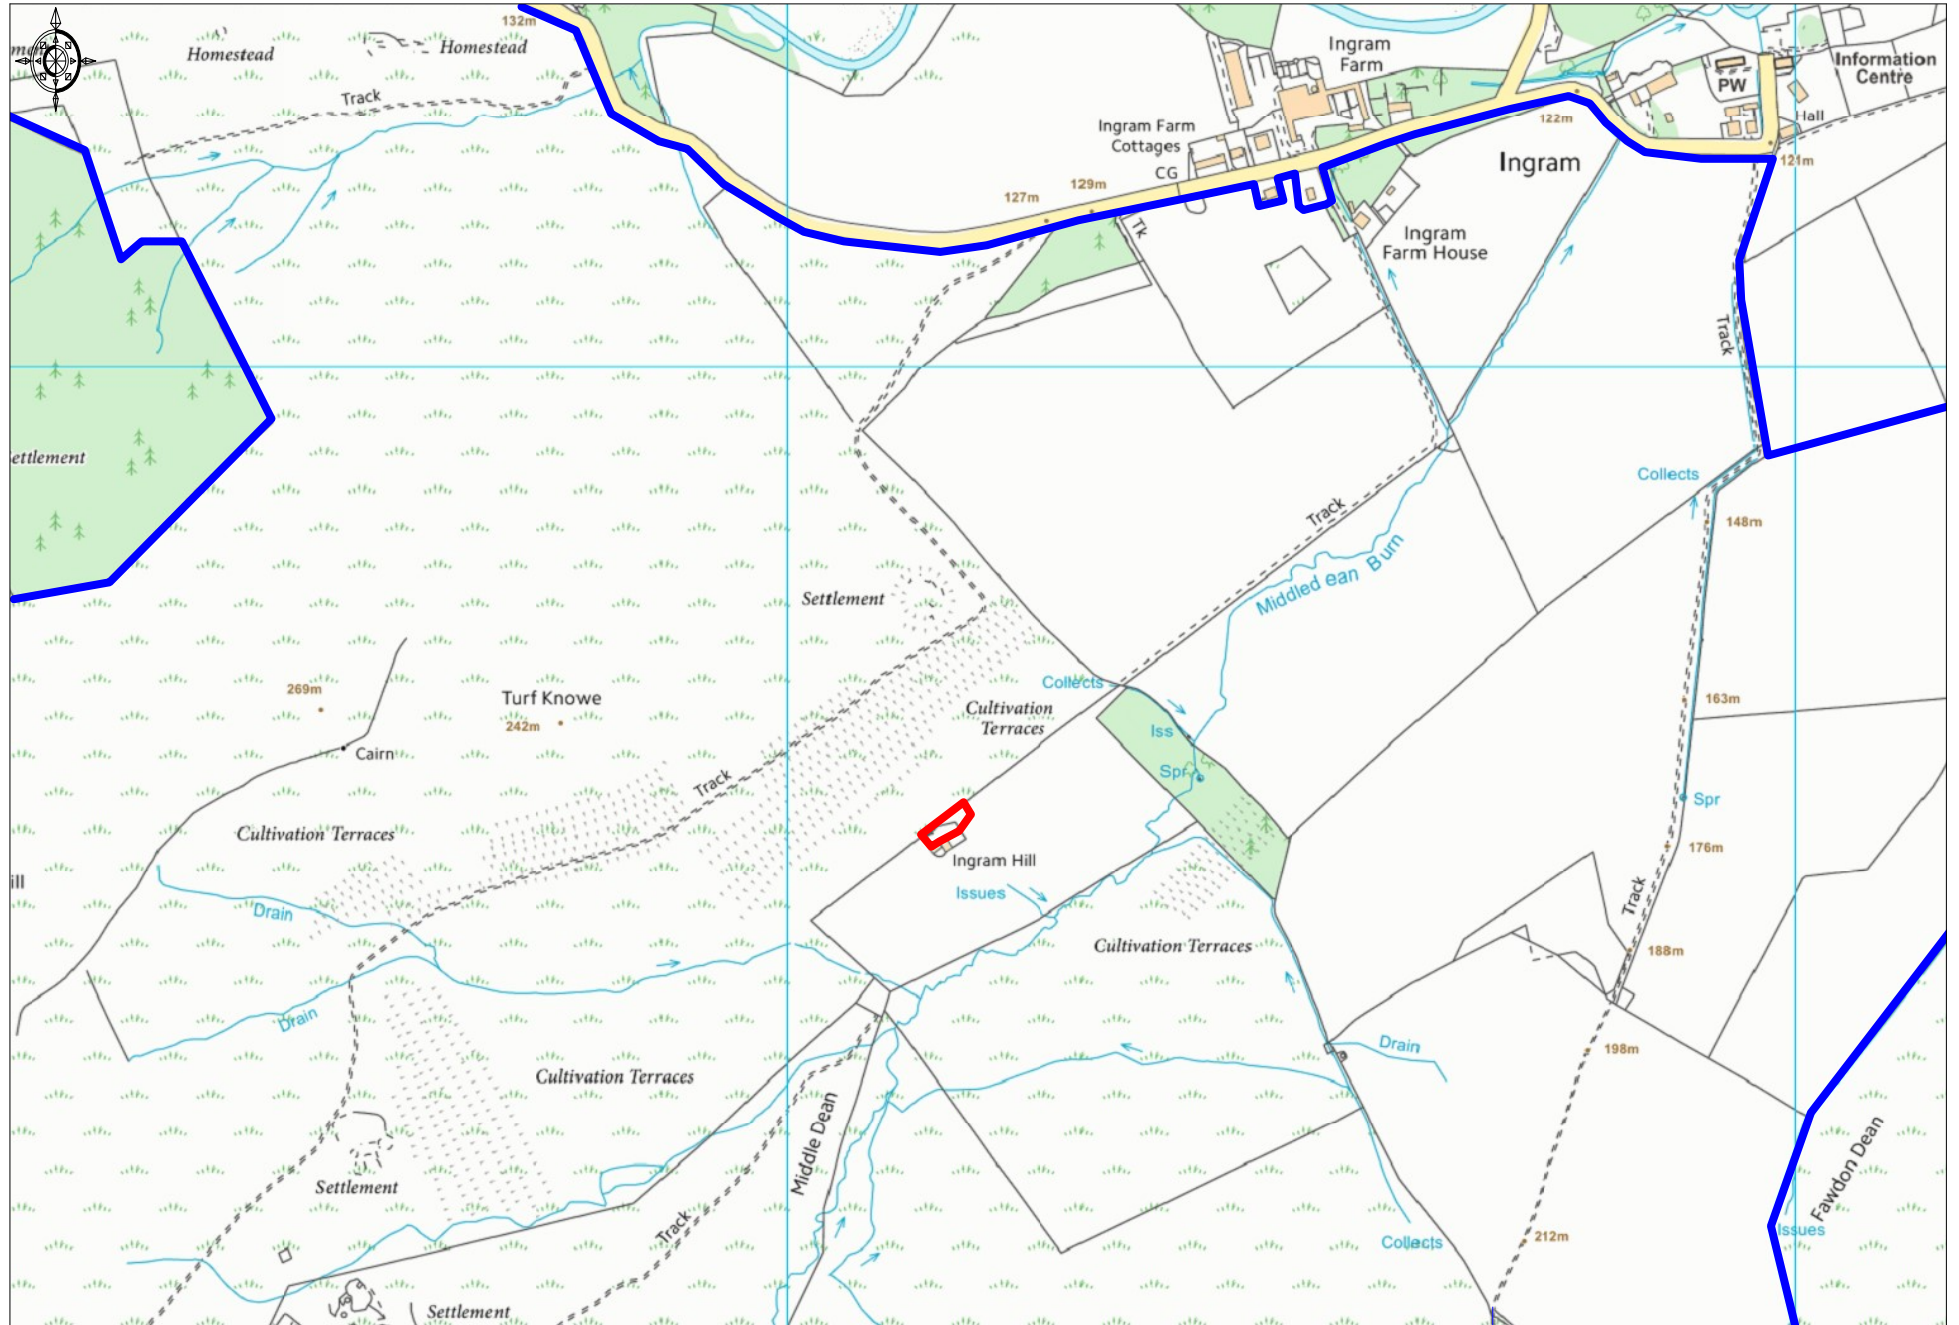 132m
Homestead
Homestead
Track
Ingram
Farm
Information
Centre
PW
Hall
122m
Ingram Farm
Cottages
CG
Ingram
121m
129m
127m
Tk
Ingram
Farm House
Track
ettlement
Collects
148m
Track
Middled ean Burn
Settlement
Collects
Cultivation
Terraces
269m
Turf Knowe
242m
Cairn
163m
Iss
Spr
Track
Spr
Cultivation Terraces
176m
Ingram Hill
ill
Issues
Drain
Track
Cultivation Terraces
188m
Drain
Drain
198m
Cultivation Terraces
Middle Dean
Fawdon Dean
Settlement
Track
Issues
212m
Collects
Settlement